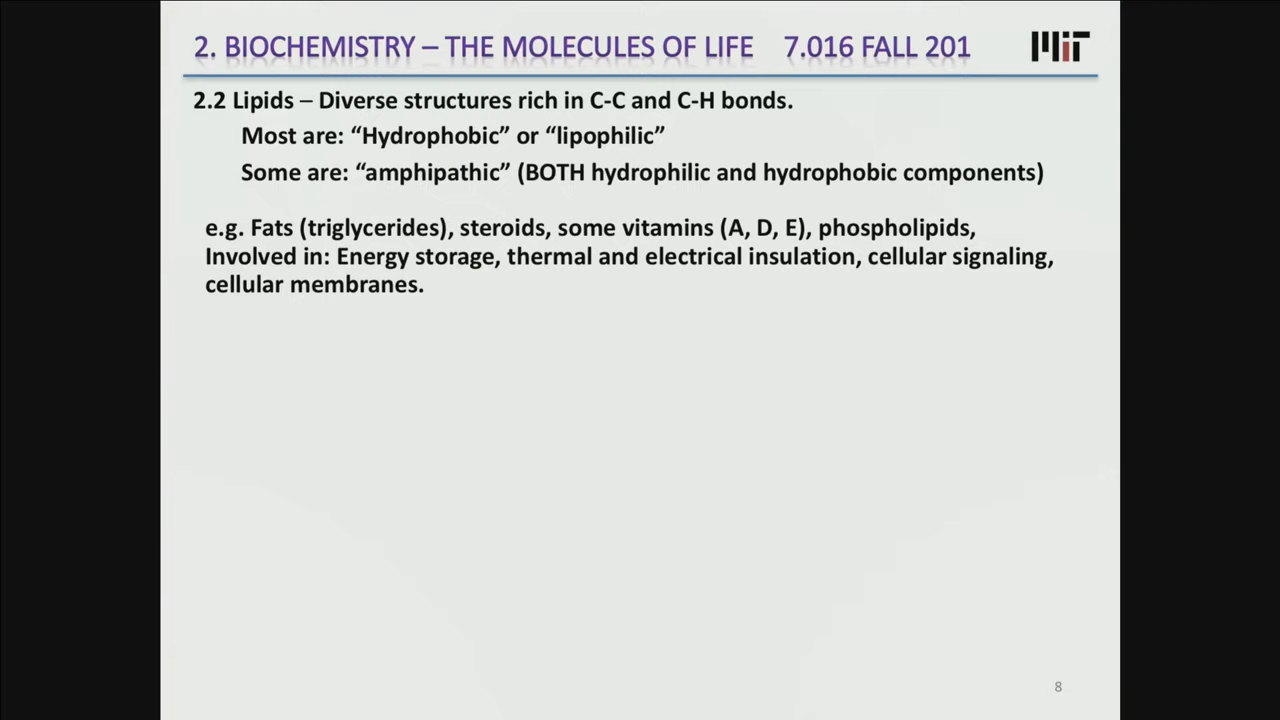 2. BIOCHEMISTRY – THE MOLECULES OF LIFE 7.016 FALL 201
MIT
2.2 Lipids – Diverse structures rich in C-C and C-H bonds.
Most are: “Hydrophobic” or “lipophilic”
Some are: “amphipathic” (BOTH hydrophilic and hydrophobic components)
e.g. Fats (triglycerides), steroids, some vitamins (A, D, E), phospholipids,
Involved in: Energy storage, thermal and electrical insulation, cellular signaling,
cellular membranes.
8